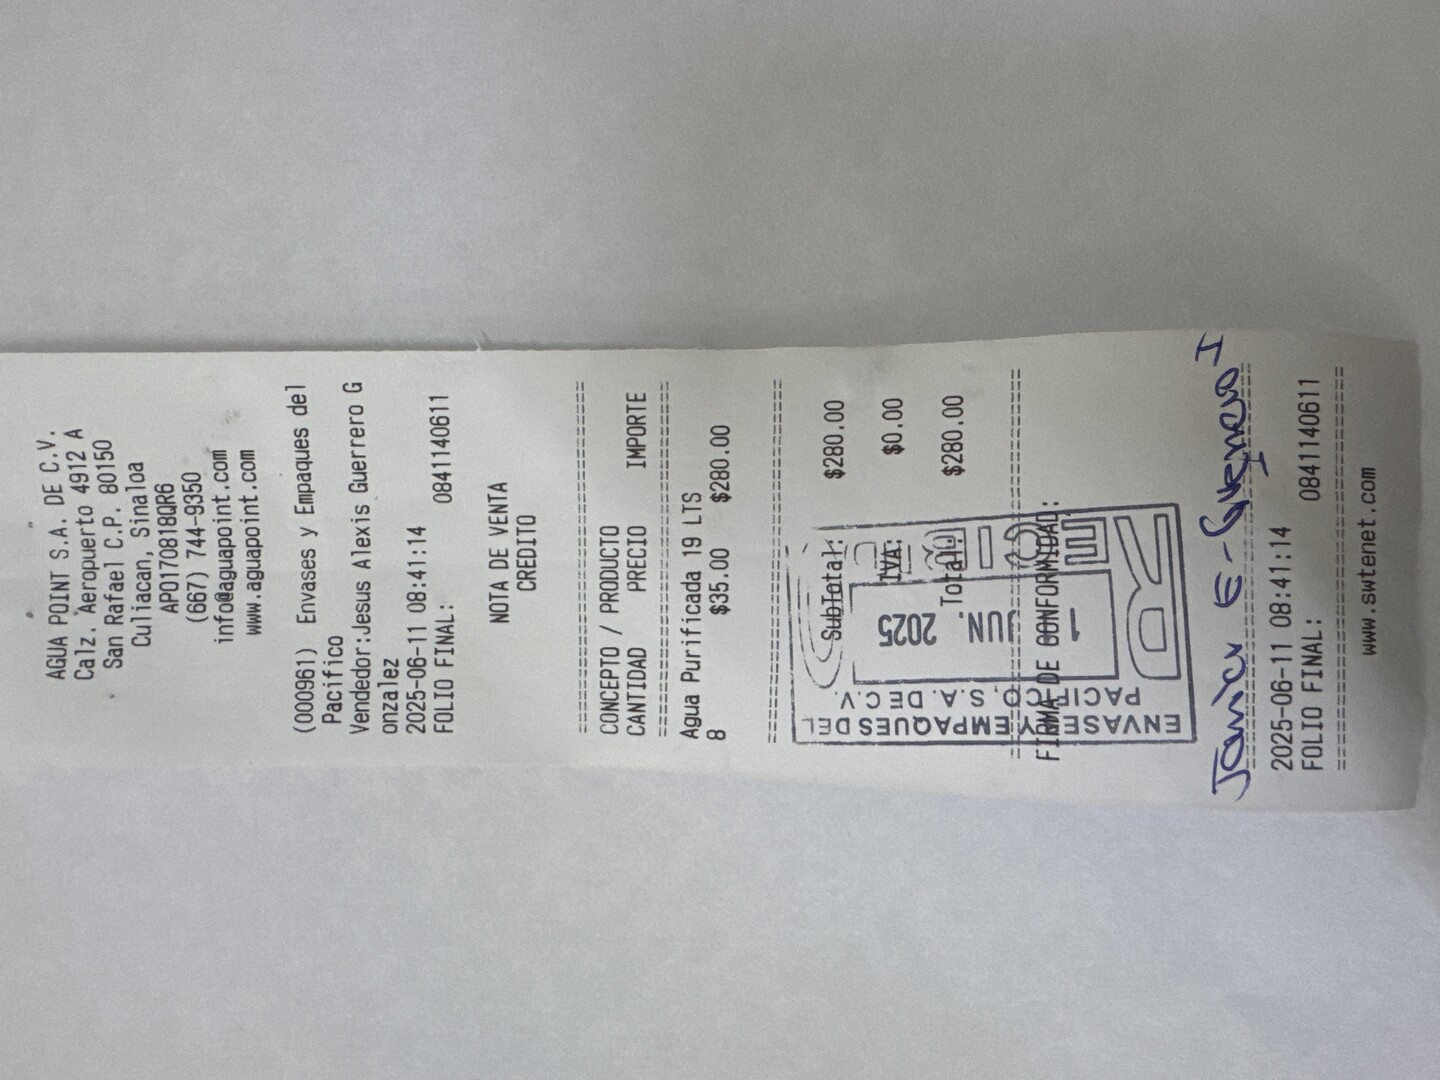 AGUA POINT S.A. DE C.V.
Calz. Aeropuerto 4912 A
San Rafael C.P. 80150
Culiacan, Sinaloa
APO170818QR6
(667) 744-9350
info@aguapoint.com
www.aguapoint.com
(000961) Envases y Empaques del
Pacifico
Vendedor:Jesus Alexis Guerrero G
onzalez
2025-06-11 08:41:14
FOLIO FINAL: 0841140611
NOTA DE VENTA
CREDITO
================================
CONCEPTO / PRODUCTO
CANTIDAD PRECIO IMPORTE
================================
Agua Purificada 19 LTS
8 $35.00 $280.00
================================
SubTotal: $280.00
IVA: $0.00
Total: $280.00
================================
FIRMA DE CONFORMIDAD:
ENVASES Y EMPAQUES DEL
PACIFICO, S.A. DE C.V.
1 JUN. 2025
Javier E.
================================
2025-06-11 08:41:14
FOLIO FINAL: 0841140611
================================
www.swtenet.com